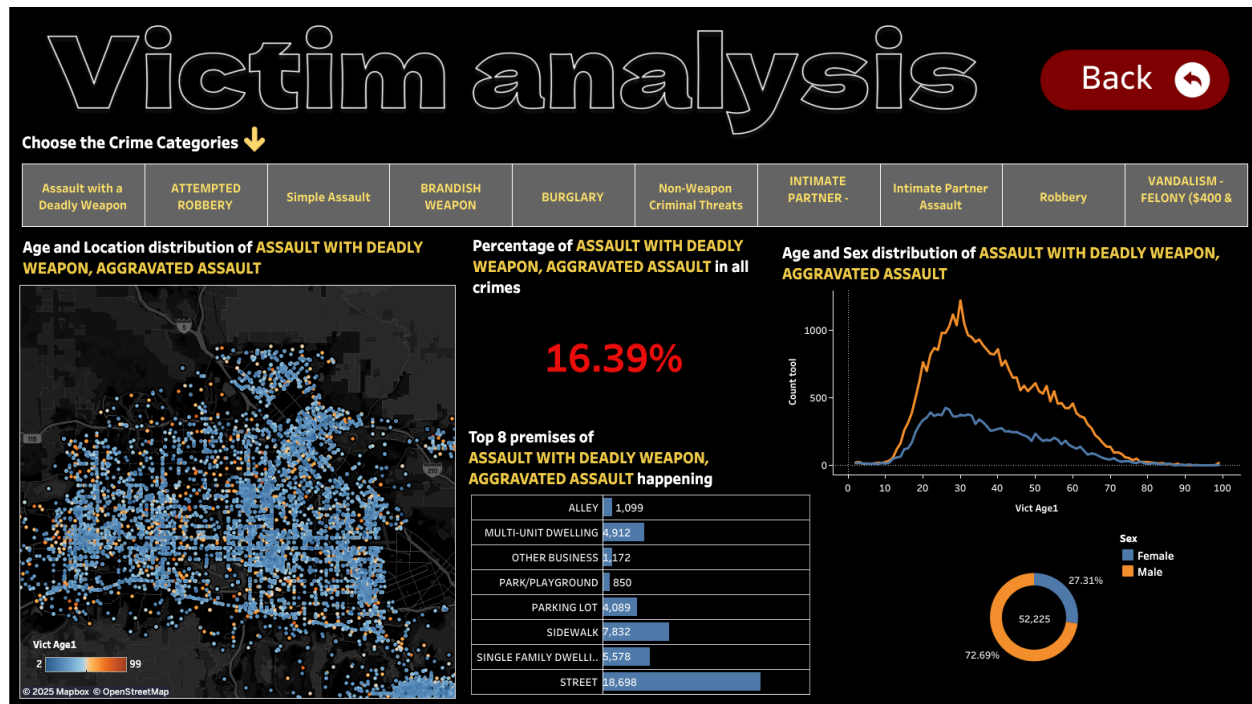 Victim analysis
Back
Choose the Crime Categories
Assault with a
Deadly Weapon
ATTEMPTED
ROBBERY
Simple Assault
BRANDISH
WEAPON
BURGLARY
Non-Weapon
Criminal Threats
INTIMATE
PARTNER -
Intimate Partner
Assault
Robbery
VANDALISM -
FELONY ($400 &
Age and Location distribution of ASSAULT WITH DEADLY
WEAPON, AGGRAVATED ASSAULT
5
118
210
Vict Age1
2 99
© 2025 Mapbox © OpenStreetMap
Percentage of ASSAULT WITH DEADLY
WEAPON, AGGRAVATED ASSAULT in all
crimes
16.39%
Top 8 premises of
ASSAULT WITH DEADLY WEAPON,
AGGRAVATED ASSAULT happening
ALLEY 1,099
MULTI-UNIT DWELLING 4,912
OTHER BUSINESS 1,172
PARK/PLAYGROUND 850
PARKING LOT 4,089
SIDEWALK 7,832
SINGLE FAMILY DWELLI.. 5,578
STREET 18,698
Age and Sex distribution of ASSAULT WITH DEADLY WEAPON,
AGGRAVATED ASSAULT
Count tool
1000
500
0
0 10 20 30 40 50 60 70 80 90 100
Vict Age1
Sex
Female
Male
27.31%
52,225
72.69%